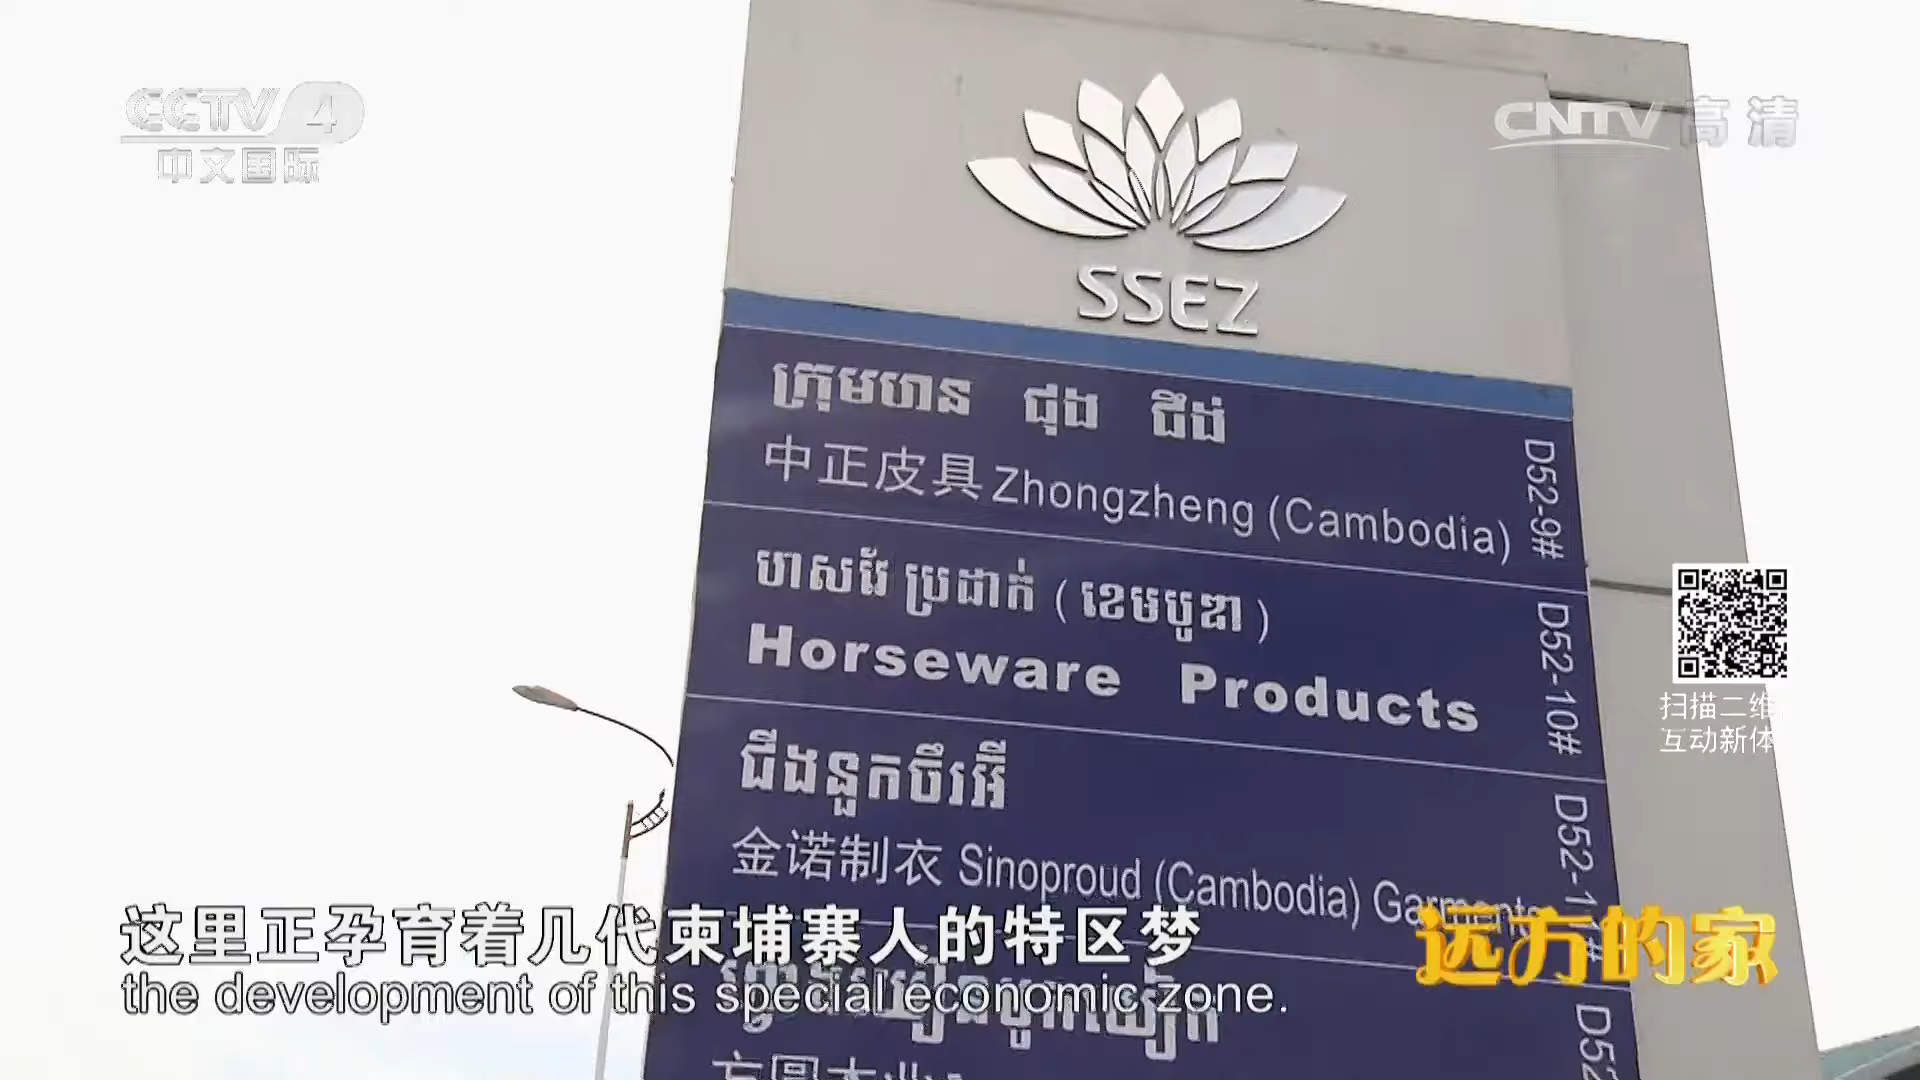 CCTV 4
中文国际
CNTV 高清
SSEZ
ក្រុមហាន ជុង ជឹង់
中正皮具 Zhongzheng (Cambodia)
D52-9#
ហាសវែ ប្រដាក់ (ខេមបូឌា)
Horseware Products
D52-10#
ជីងនួកចឹរអ៊ី
金诺制衣 Sinoproud (Cambodia) Garments
D52-11#
扫描二维
互动新体
这里正孕育着几代柬埔寨人的特区梦
the development of this special economic zone.
远方的家
D52